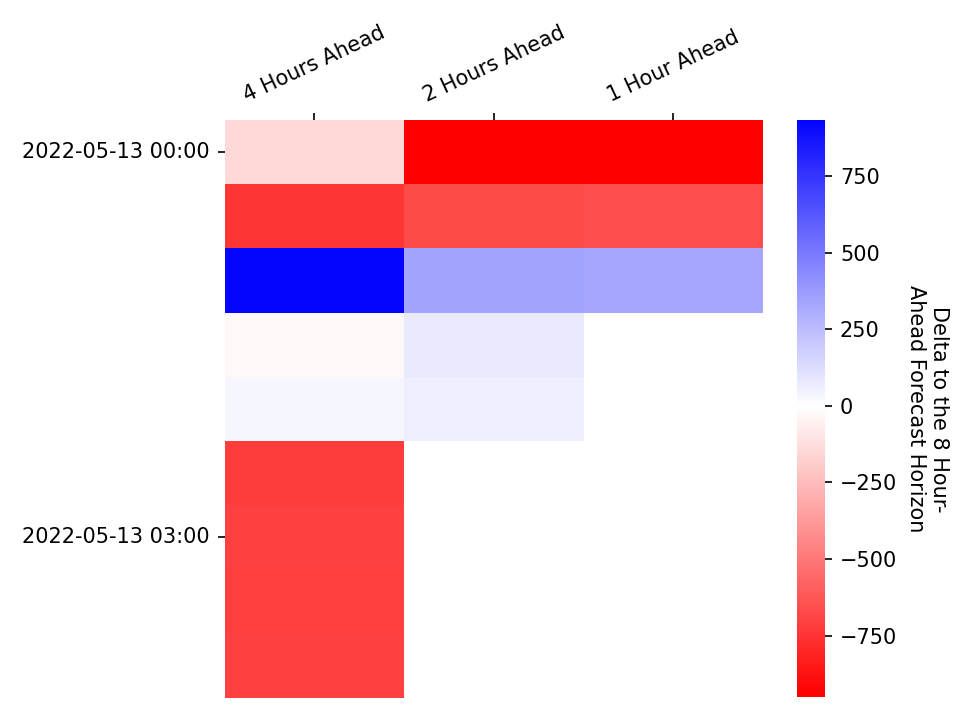 4 Hours Ahead
2 Hours Ahead
1 Hour Ahead
2022-05-13 00:00
2022-05-13 03:00
750
500
250
0
−250
−500
−750
Delta to the 8 Hour-
Ahead Forecast Horizon